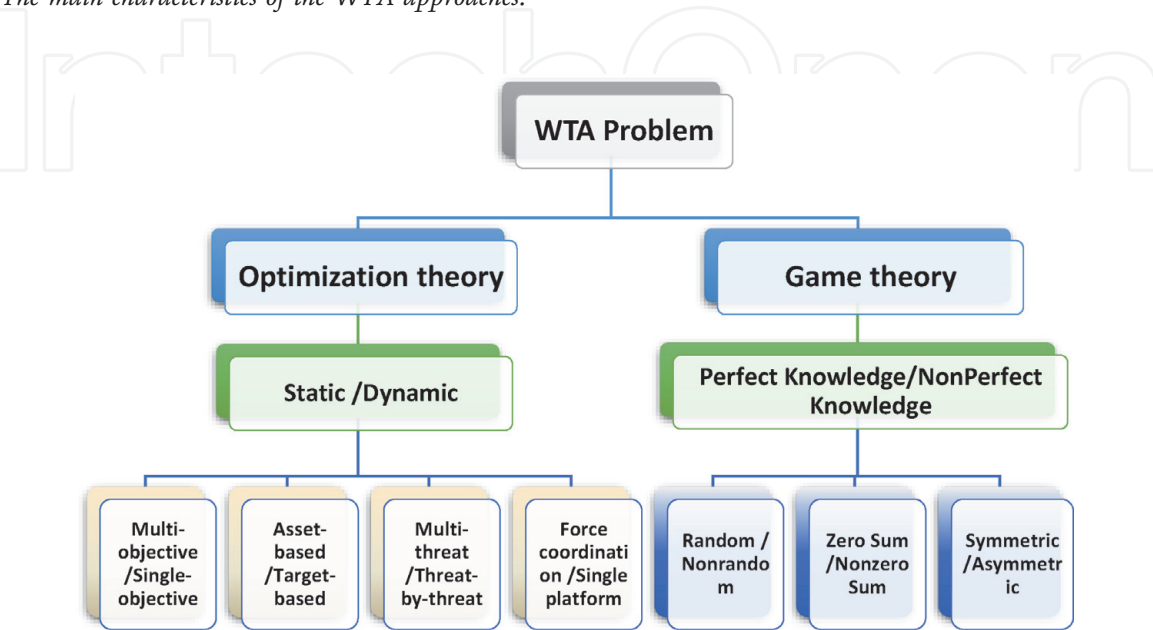 The main characteristics of the WTA approaches.
IntechOpen
WTA Problem
Optimization theory
Game theory
Static /Dynamic
Perfect Knowledge/NonPerfect
Knowledge
Multi-
objective
/Single-
objective
Asset-
based
/Target-
based
Multi-
threat
/Threat-
by-threat
Force
coordinati
on /Single
platform
Random /
Nonrando
m
Zero Sum
/Nonzero
Sum
Symmetric
/Asymmetr
ic